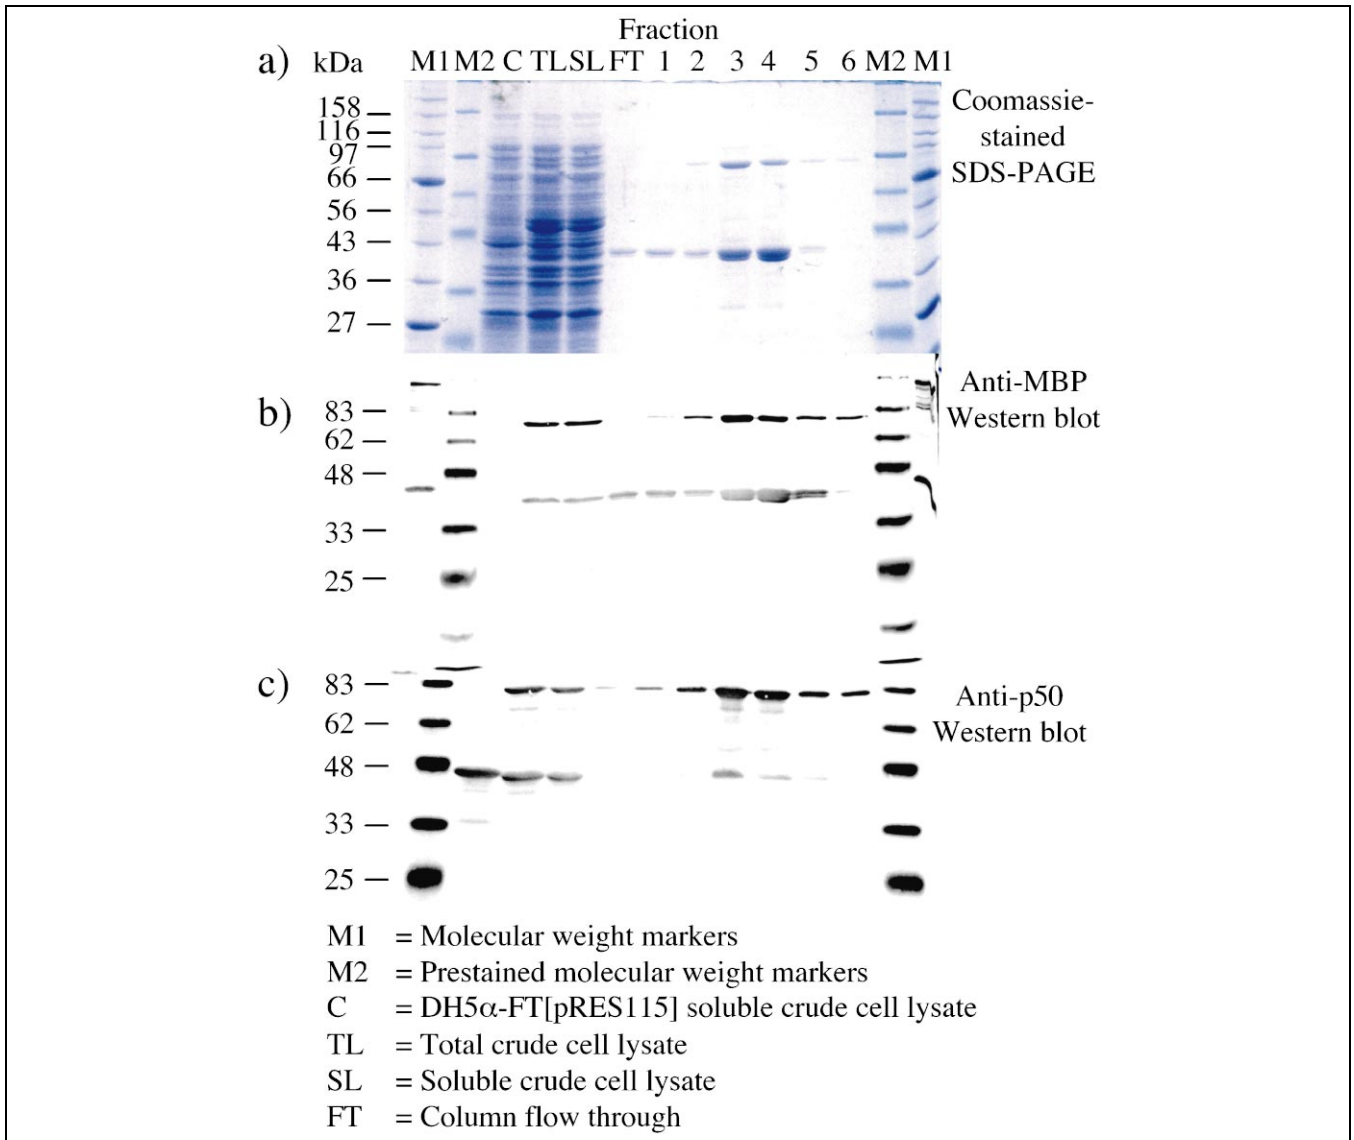 Fraction
a) kDa M1 M2 C TL SL FT 1 2 3 4 5 6 M2 M1
158
116
97
66
56
43
36
27
Coomassie-
stained
SDS-PAGE
b)
83
62
48
33
25
Anti-MBP
Western blot
c)
83
62
48
33
25
Anti-p50
Western blot
M1 = Molecular weight markers
M2 = Prestained molecular weight markers
C = DH5α-FT[pRES115] soluble crude cell lysate
TL = Total crude cell lysate
SL = Soluble crude cell lysate
FT = Column flow through